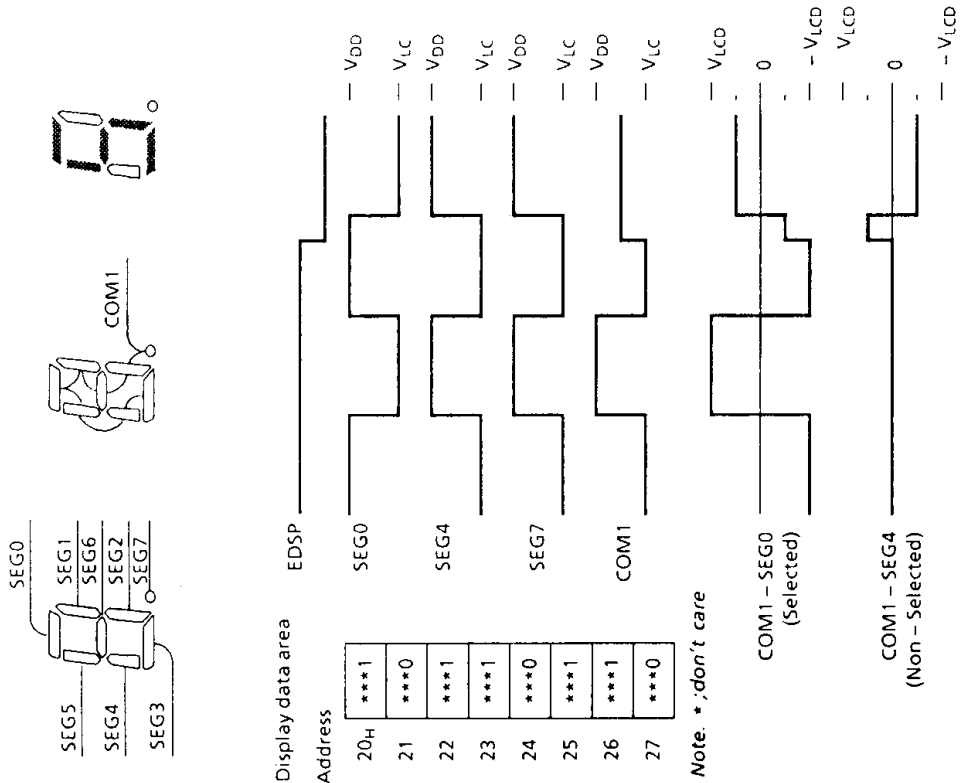 SEG0
SEG5
SEG1
SEG6
SEG4
SEG2
SEG7
SEG3
COM1
Display data area
Address
20H ***1
21 ***0
22 ***1
23 ***1
24 ***0
25 ***1
26 ***1
27 ***0
Note. * ; don't care
EDSP
SEG0
VDD
VLC
SEG4
VDD
VLC
SEG7
VDD
VLC
COM1
VDD
VLC
COM1 – SEG0
(Selected)
VLCD
0
– VLCD
COM1 – SEG4
(Non – Selected)
VLCD
0
– VLCD